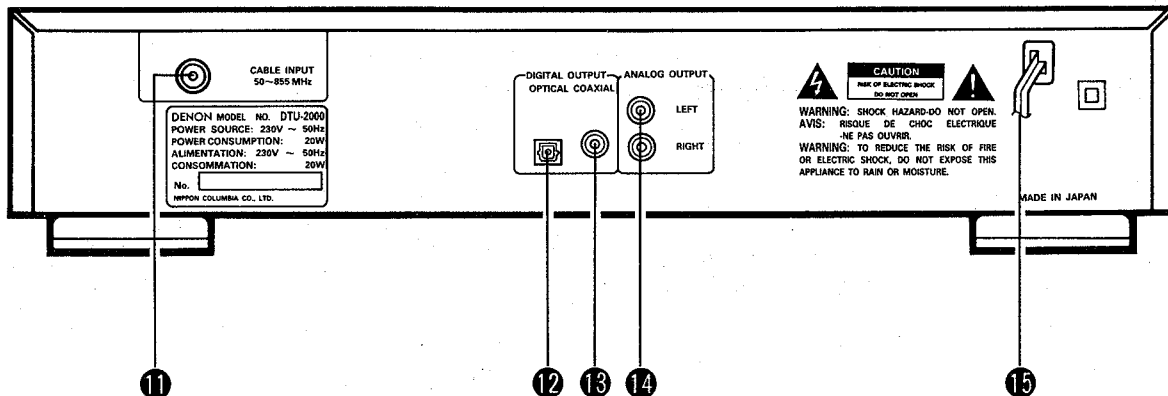 CABLE INPUT
50~855 MHz
DENON MODEL NO. DTU-2000
POWER SOURCE: 230V ~ 50Hz
POWER CONSUMPTION: 20W
ALIMENTATION: 230V ~ 50Hz
CONSOMMATION: 20W
No.
NIPPON COLUMBIA CO., LTD.
DIGITAL OUTPUT
OPTICAL COAXIAL
ANALOG OUTPUT
LEFT
RIGHT
CAUTION
RISK OF ELECTRIC SHOCK
DO NOT OPEN
WARNING: SHOCK HAZARD-DO NOT OPEN.
AVIS: RISQUE DE CHOC ELECTRIQUE
-NE PAS OUVRIR.
WARNING: TO REDUCE THE RISK OF FIRE
OR ELECTRIC SHOCK, DO NOT EXPOSE THIS
APPLIANCE TO RAIN OR MOISTURE.
MADE IN JAPAN
11 12 13 14 15